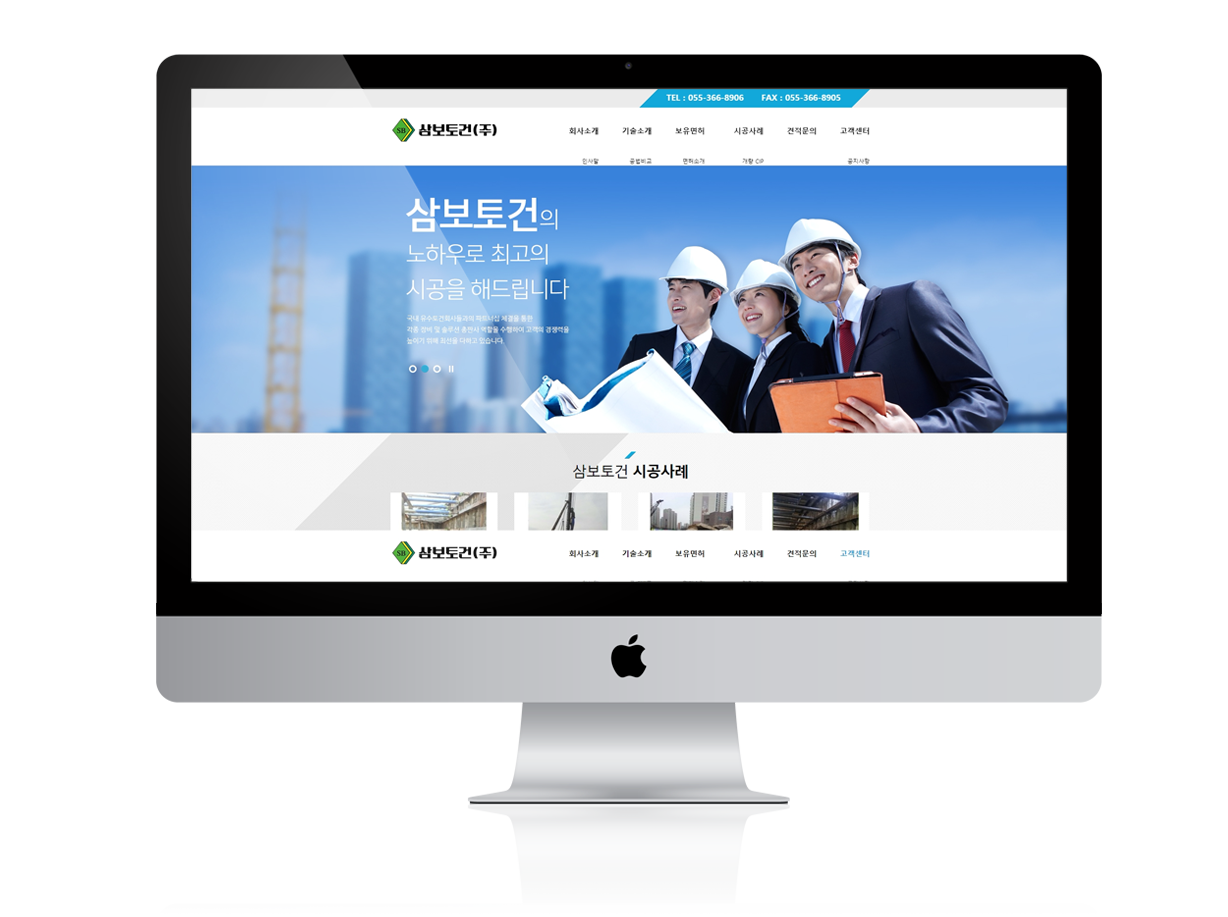 TEL : 055-366-8906 FAX : 055-366-8905
SB 삼보토건(주) 회사소개 기술소개 보유면허 시공사례 견적문의 고객센터
인사말 공법비교 면허소개 개량 CIP 공지사항
삼보토건의
노하우로 최고의
시공을 해드립니다
국내 유수토건회사들과의 파트너십 체결을 통한
각종 장비 및 솔루션 총판사 역할을 수행하여 고객의 경쟁력을
높이기 위해 최선을 다하고 있습니다.
삼보토건 시공사례
SB 삼보토건(주) 회사소개 기술소개 보유면허 시공사례 견적문의 고객센터